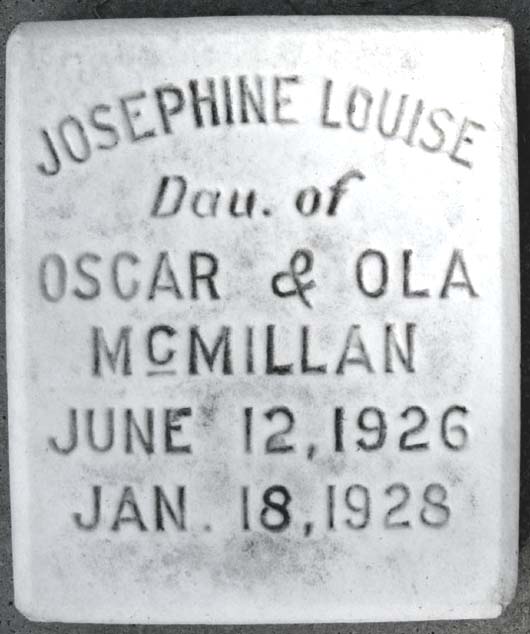 JOSEPHINE LOUISE
Dau. of
OSCAR & OLA
McMILLAN
JUNE 12, 1926
JAN. 18, 1928